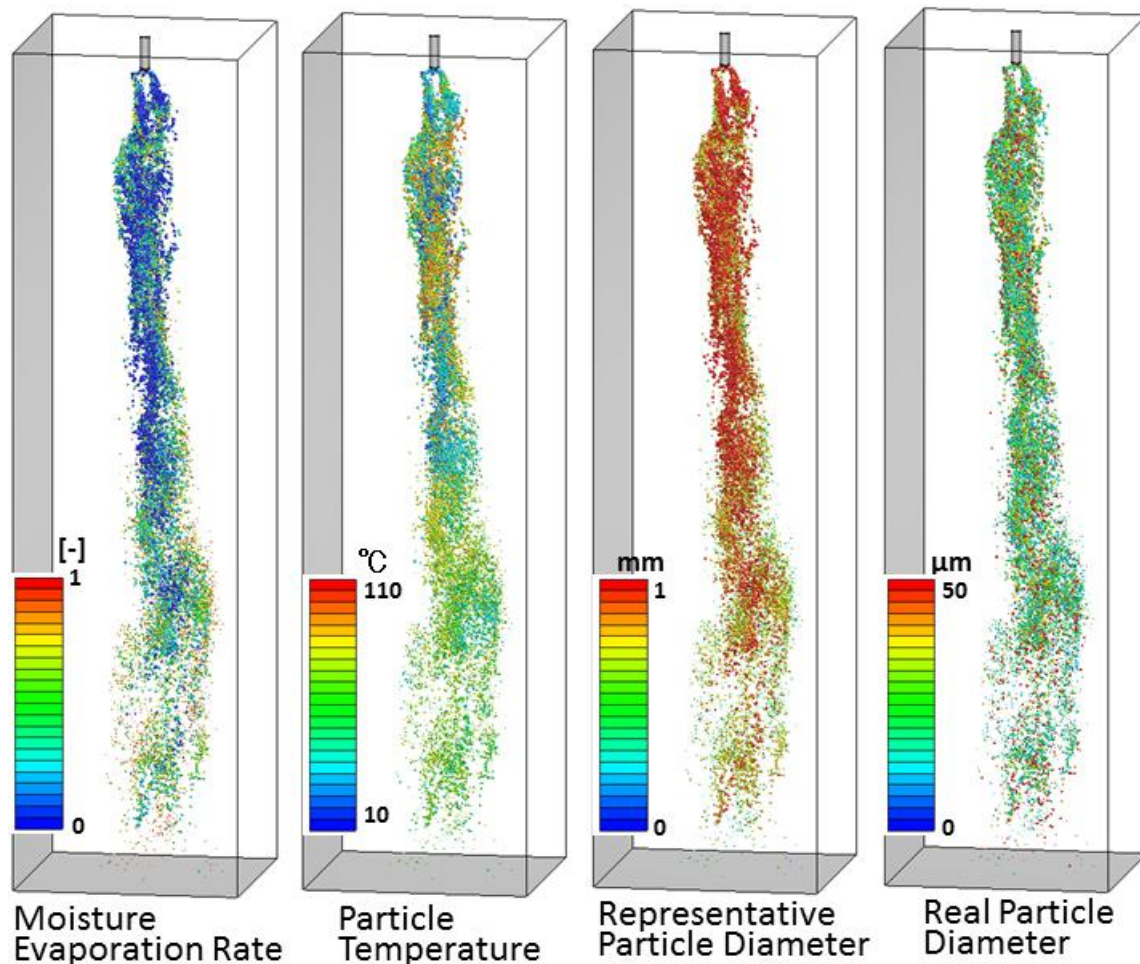 [-]
1
0
Moisture
Evaporation Rate
℃
110
10
Particle
Temperature
mm
1
0
Representative
Particle Diameter
μm
50
0
Real Particle
Diameter